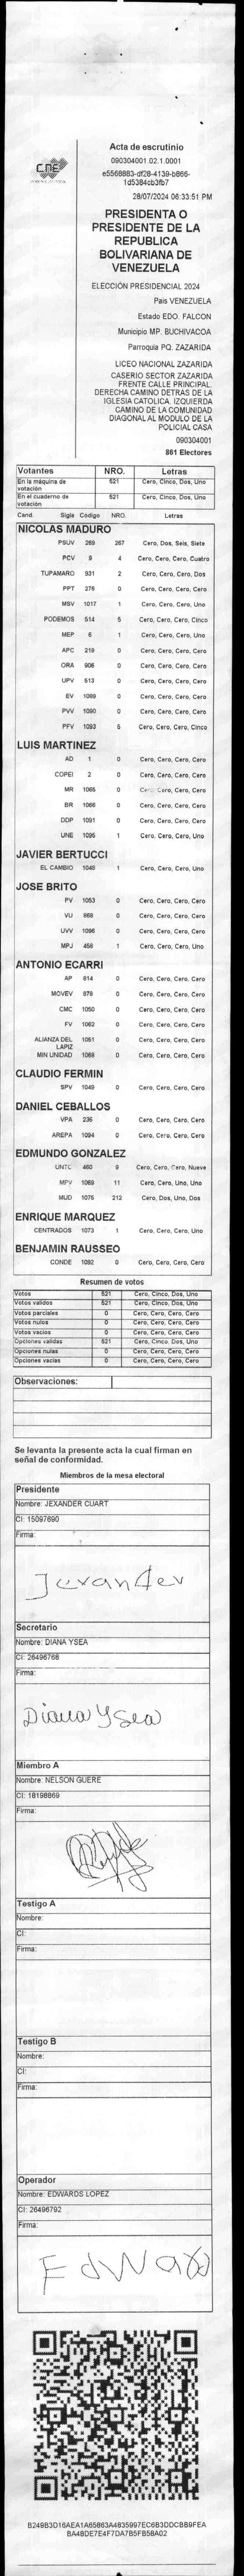 CNE
Acta de escrutinio
090304001.02.1.0001
e5568883-df28-4139-b866-
1d5384cb3fb7
28/07/2024 06:33:51 PM
PRESIDENTA O
PRESIDENTE DE LA
REPUBLICA
BOLIVARIANA DE
VENEZUELA
ELECCIÓN PRESIDENCIAL 2024
Pais VENEZUELA
Estado EDO. FALCON
Municipio MP. BUCHIVACOA
Parroquia PQ. ZAZARIDA
LICEO NACIONAL ZAZARIDA
CASERIO SECTOR ZAZARIDA
FRENTE CALLE PRINCIPAL.
DERECHA CAMINO DETRAS DE LA
IGLESIA CATOLICA. IZQUIERDA
CAMINO DE LA COMUNIDAD
DIAGONAL AL MODULO DE LA
POLICIAL CASA
090304001
861 Electores
Votantes NRO. Letras
En la máquina de votación 521 Cero, Cinco, Dos, Uno
En el cuaderno de votación 521 Cero, Cinco, Dos, Uno
Cand. Sigla Código NRO. Letras
NICOLAS MADURO
PSUV 269 267 Cero, Dos, Seis, Siete
PCV 9 4 Cero, Cero, Cero, Cuatro
TUPAMARO 931 2 Cero, Cero, Cero, Dos
PPT 276 0 Cero, Cero, Cero, Cero
MSV 1017 1 Cero, Cero, Cero, Uno
PODEMOS 514 5 Cero, Cero, Cero, Cinco
MEP 6 1 Cero, Cero, Cero, Uno
APC 219 0 Cero, Cero, Cero, Cero
ORA 906 0 Cero, Cero, Cero, Cero
UPV 513 0 Cero, Cero, Cero, Cero
EV 1089 0 Cero, Cero, Cero, Cero
PVV 1090 0 Cero, Cero, Cero, Cero
PFV 1093 5 Cero, Cero, Cero, Cinco
LUIS MARTINEZ
AD 1 0 Cero, Cero, Cero, Cero
COPEI 2 0 Cero, Cero, Cero, Cero
MR 1065 0 Cero, Cero, Cero, Cero
BR 1066 0 Cero, Cero, Cero, Cero
DDP 1091 0 Cero, Cero, Cero, Cero
UNE 1095 1 Cero, Cero, Cero, Uno
JAVIER BERTUCCI
EL CAMBIO 1046 1 Cero, Cero, Cero, Uno
JOSE BRITO
PV 1053 0 Cero, Cero, Cero, Cero
VU 868 0 Cero, Cero, Cero, Cero
UVV 1096 0 Cero, Cero, Cero, Cero
MPJ 458 1 Cero, Cero, Cero, Uno
ANTONIO ECARRI
AP 814 0 Cero, Cero, Cero, Cero
MOVEV 878 0 Cero, Cero, Cero, Cero
CMC 1050 0 Cero, Cero, Cero, Cero
FV 1062 0 Cero, Cero, Cero, Cero
ALIANZA DEL LAPIZ 1051 0 Cero, Cero, Cero, Cero
MIN UNIDAD 1068 0 Cero, Cero, Cero, Cero
CLAUDIO FERMIN
SPV 1049 0 Cero, Cero, Cero, Cero
DANIEL CEBALLOS
VPA 236 0 Cero, Cero, Cero, Cero
AREPA 1094 0 Cero, Cero, Cero, Cero
EDMUNDO GONZALEZ
UNTC 460 9 Cero, Cero, Cero, Nueve
MPV 1069 11 Cero, Cero, Uno, Uno
MUD 1075 212 Cero, Dos, Uno, Dos
ENRIQUE MARQUEZ
CENTRADOS 1073 1 Cero, Cero, Cero, Uno
BENJAMIN RAUSSEO
CONDE 1092 0 Cero, Cero, Cero, Cero
Resumen de votos
Votos 521 Cero, Cinco, Dos, Uno
Votos validos 521 Cero, Cinco, Dos, Uno
Votos parciales 0 Cero, Cero, Cero, Cero
Votos nulos 0 Cero, Cero, Cero, Cero
Votos vacios 0 Cero, Cero, Cero, Cero
Opciones validas 521 Cero, Cinco, Dos, Uno
Opciones nulas 0 Cero, Cero, Cero, Cero
Opciones vacias 0 Cero, Cero, Cero, Cero
Observaciones:
Se levanta la presente acta la cual firman en
señal de conformidad.
Miembros de la mesa electoral
Presidente
Nombre: JEXANDER CUART
CI: 15097690
Firma:
Jexander
Secretario
Nombre: DIANA YSEA
CI: 26496768
Firma:
Diana Ysea
Miembro A
Nombre: NELSON GUERE
CI: 18198869
Firma:
Testigo A
Nombre:
CI:
Firma:
Testigo B
Nombre:
CI:
Firma:
Operador
Nombre: EDWARDS LOPEZ
CI: 26496792
Firma:
B249B3D16AEA1A65863A4835997EC6B3DDCBB9FEA
BA48DE7E4F7DA7B5FB58A02